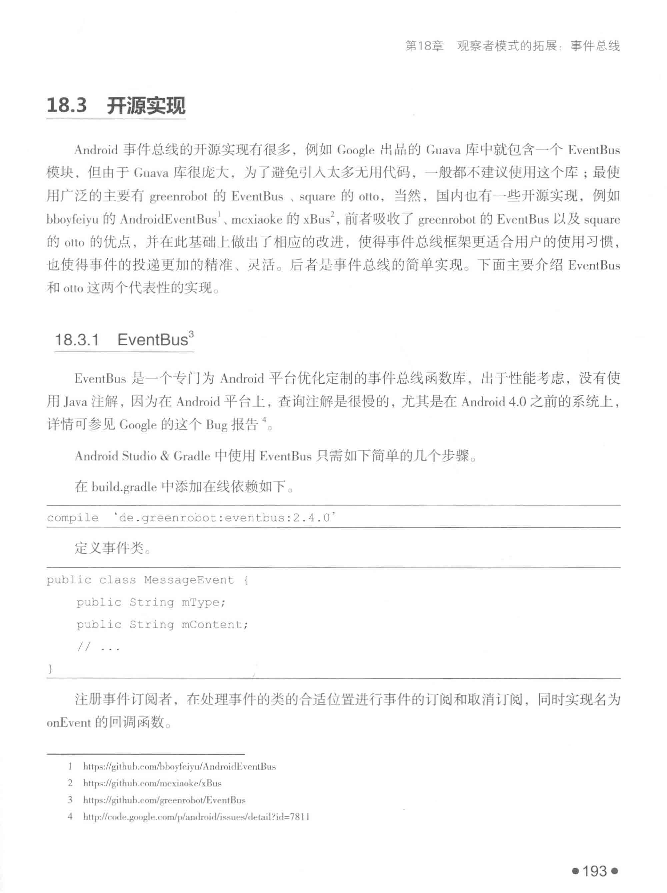 第18章　观察者模式的拓展：事件总线
18.3　开源实现
Android 事件总线的开源实现有很多，例如 Google 出品的 Guava 库中就包含一个 EventBus
模块，但由于 Guava 库很庞大，为了避免引入太多无用代码，一般都不建议使用这个库；最使
用广泛的主要有 greenrobot 的 EventBus 、square 的 otto，当然，国内也有一些开源实现，例如
bboyfeiyu 的 AndroidEventBus1、mcxiaoke 的 xBus2，前者吸收了 greenrobot 的 EventBus 以及 square
的 otto 的优点，并在此基础上做出了相应的改进，使得事件总线框架更适合用户的使用习惯，
也使得事件的投递更加的精准、灵活。后者是事件总线的简单实现。下面主要介绍 EventBus
和 otto 这两个代表性的实现。
18.3.1　EventBus3
EventBus 是一个专门为 Android 平台优化定制的事件总线函数库，出于性能考虑，没有使
用 Java 注解，因为在 Android 平台上，查询注解是很慢的，尤其是在 Android 4.0 之前的系统上，
详情可参见 Google 的这个 Bug 报告 4。
Android Studio & Gradle 中使用 EventBus 只需如下简单的几个步骤。
在 build.gradle 中添加在线依赖如下。
compile  'de.greenrobot:eventbus:2.4.0'
定义事件类。
public class MessageEvent {
public String mType;
public String mContent;
// ...
}
注册事件订阅者，在处理事件的类的合适位置进行事件的订阅和取消订阅，同时实现名为
onEvent 的回调函数。
1　https://github.com/bboyfeiyu/AndroidEventBus
2　https://github.com/mcxiaoke/xBus
3　https://github.com/greenrobot/EventBus
4　http://code.google.com/p/android/issues/detail?id=7811
●193●